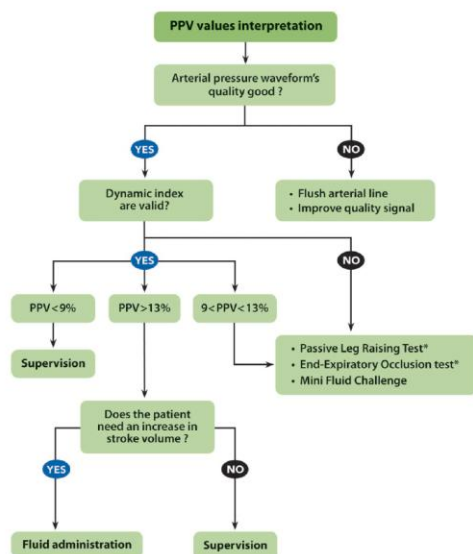 PPV values interpretation
Arterial pressure waveform's
quality good ?
YES
NO
Dynamic index
are valid?
• Flush arterial line
• Improve quality signal
YES
NO
PPV<9%
PPV>13%
9<PPV<13%
Supervision
• Passive Leg Raising Test*
• End-Expiratory Occlusion test*
• Mini Fluid Challenge
Does the patient
need an increase in
stroke volume ?
YES
NO
Fluid administration
Supervision